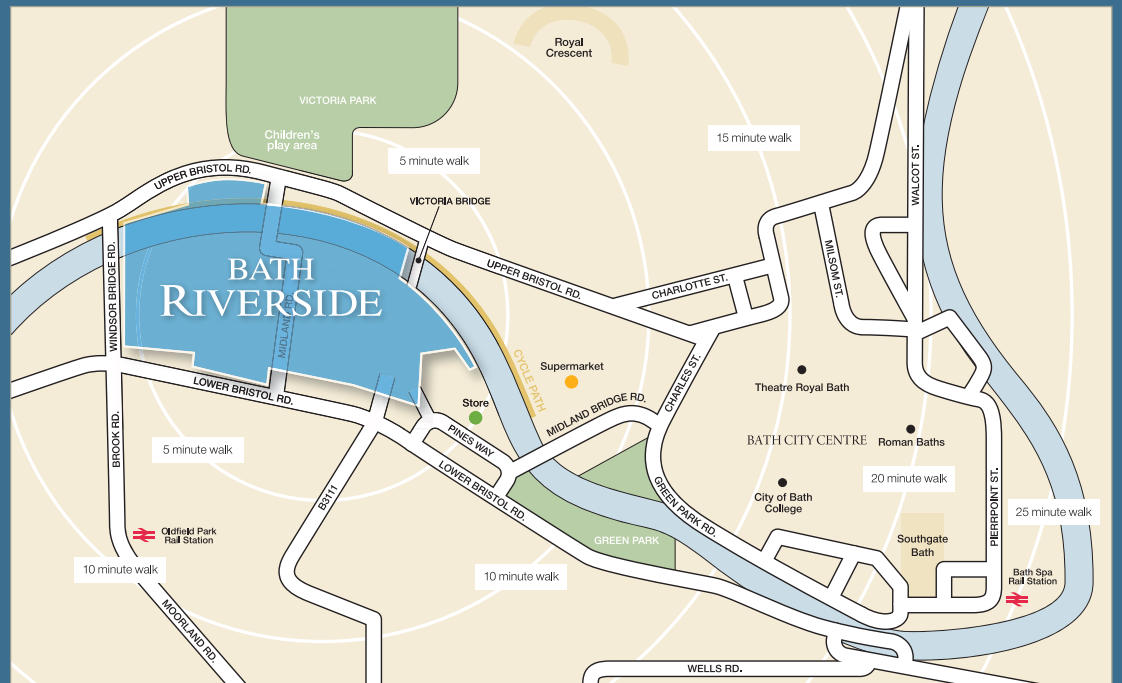 Royal
Crescent
VICTORIA PARK
Children's
play area
15 minute walk
5 minute walk
WALCOT ST.
UPPER BRISTOL RD.
VICTORIA BRIDGE
MILSOM ST.
UPPER BRISTOL RD.
CHARLOTTE ST.
WINDSOR BRIDGE RD.
BATH
RIVERSIDE
MIDLAND RD.
CYCLE PATH
Supermarket
CHARLES ST.
Theatre Royal Bath
LOWER BRISTOL RD.
Store
MIDLAND BRIDGE RD.
BROOK RD.
PINES WAY
BATH CITY CENTRE
Roman Baths
5 minute walk
20 minute walk
LOWER BRISTOL RD.
B3111
City of Bath
College
GREEN PARK RD.
PIERRPOINT ST.
25 minute walk
Oldfield Park
Rail Station
GREEN PARK
Southgate
Bath
10 minute walk
10 minute walk
Bath Spa
Rail Station
MOORLAND RD.
WELLS RD.